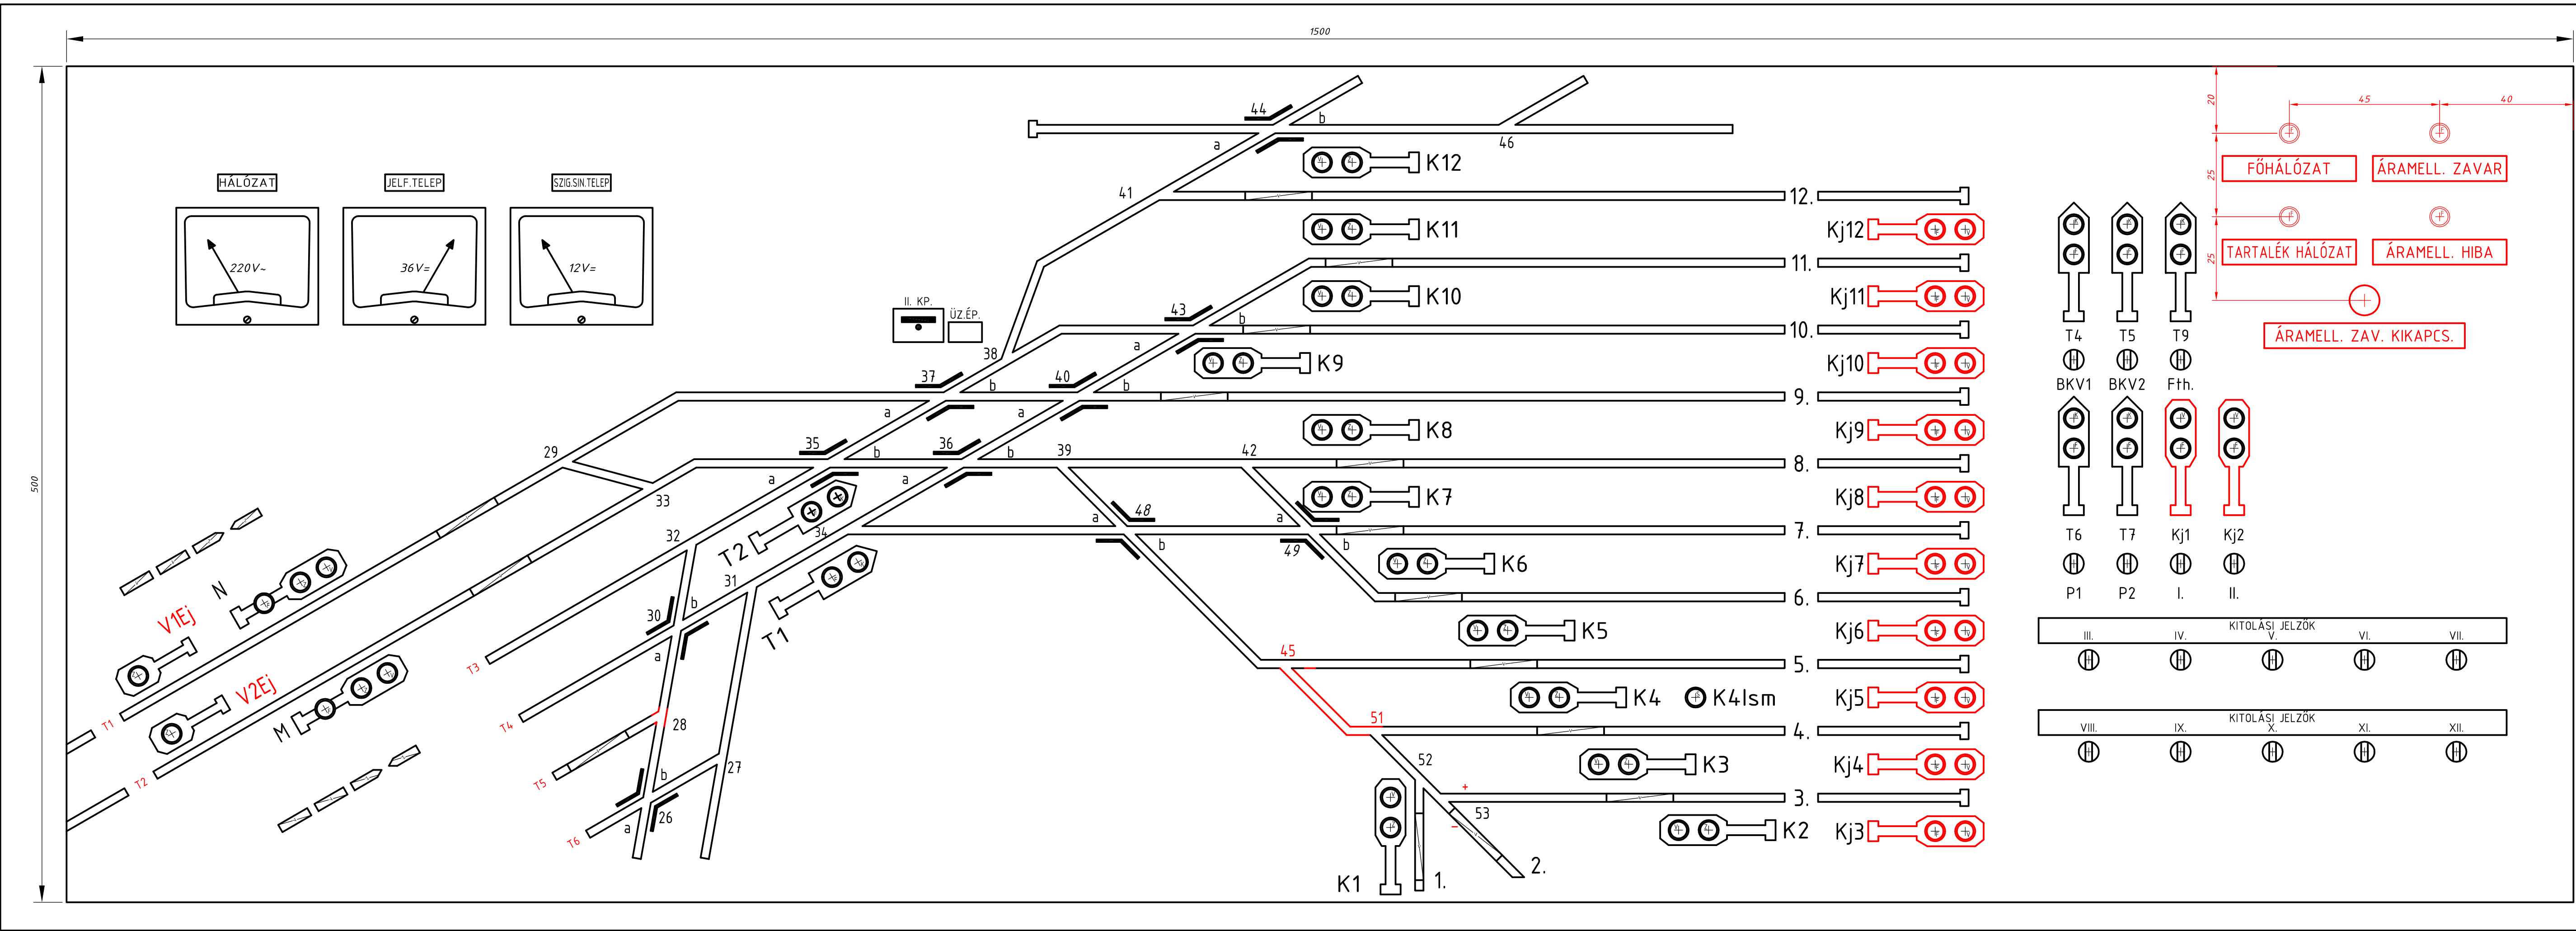 1500
500
HÁLÓZAT
JELF.TELEP
SZIG.SIN.TELEP
220V~
36V=
12V=
II. KP.
ÜZ.ÉP.
44
b
a
46
K12
41
12.
K11
Kj12
11.
K10
Kj11
43
b
a
10.
38
K9
Kj10
37
b
a
40
b
a
9.
29
K8
Kj9
35
b
a
36
b
a
39
42
8.
33
K7
Kj8
48
a
b
49
a
b
7.
32
34
T2
31
T1
K6
Kj7
30
b
a
6.
K5
Kj6
45
5.
K4
K4Ism
Kj5
28
51
4.
27
52
K3
Kj4
b
26
a
+
53
-
3.
K2
Kj3
K1
1.
2.
N
V1Ej
V2Ej
M
T1
T2
T3
T4
T5
T6
20
45
40
25
25
FŐHÁLÓZAT
ÁRAMELL. ZAVAR
TARTALÉK HÁLÓZAT
ÁRAMELL. HIBA
ÁRAMELL. ZAV. KIKAPCS.
T4 T5 T9
BKV1 BKV2 Fth.
T6 T7 Kj1 Kj2
P1 P2 I. II.
KITOLÁSI JELZŐK
III. IV. V. VI. VII.
KITOLÁSI JELZŐK
VIII. IX. X. XI. XII.